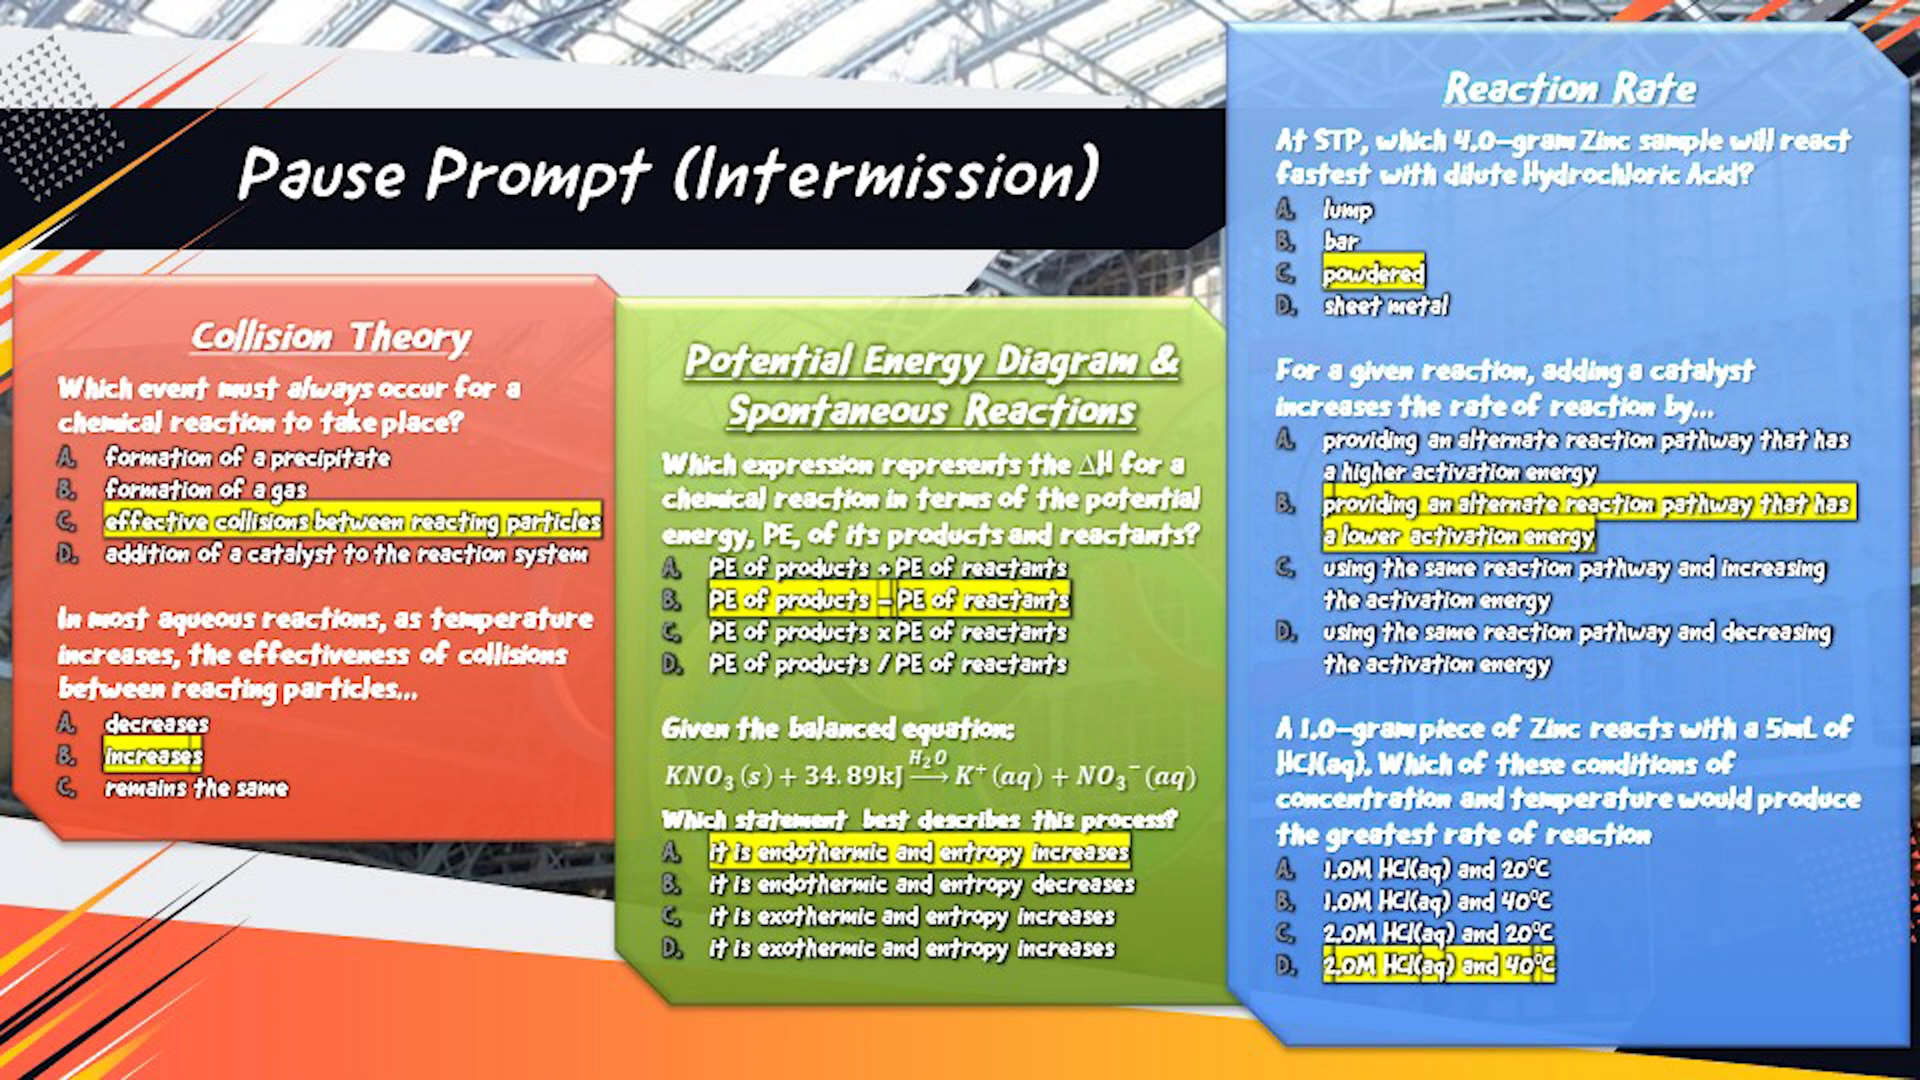 Pause Prompt (Intermission)
Collision Theory
Which event must always occur for a
chemical reaction to take place?
A. formation of a precipitate
B. formation of a gas
C. effective collisions between reacting particles
D. addition of a catalyst to the reaction system
In most aqueous reactions, as temperature
increases, the effectiveness of collisions
between reacting particles...
A. decreases
B. increases
C. remains the same
Potential Energy Diagram &
Spontaneous Reactions
Which expression represents the ΔH for a
chemical reaction in terms of the potential
energy, PE, of its products and reactants?
A. PE of products + PE of reactants
B. PE of products – PE of reactants
C. PE of products x PE of reactants
D. PE of products / PE of reactants
Given the balanced equation:
KNO₃(s) + 34.89kJ —H₂O→ K⁺(aq) + NO₃⁻(aq)
Which statement best describes this process?
A. it is endothermic and entropy increases
B. it is endothermic and entropy decreases
C. it is exothermic and entropy increases
D. it is exothermic and entropy increases
Reaction Rate
At STP, which 4.0-gram Zinc sample will react
fastest with dilute Hydrochloric Acid?
A. lump
B. bar
C. powdered
D. sheet metal
For a given reaction, adding a catalyst
increases the rate of reaction by...
A. providing an alternate reaction pathway that has
a higher activation energy
B. providing an alternate reaction pathway that has
a lower activation energy
C. using the same reaction pathway and increasing
the activation energy
D. using the same reaction pathway and decreasing
the activation energy
A 1.0-gram piece of Zinc reacts with a 5mL of
HCl(aq). Which of these conditions of
concentration and temperature would produce
the greatest rate of reaction
A. 1.0M HCl(aq) and 20°C
B. 1.0M HCl(aq) and 40°C
C. 2.0M HCl(aq) and 20°C
D. 2.0M HCl(aq) and 40°C